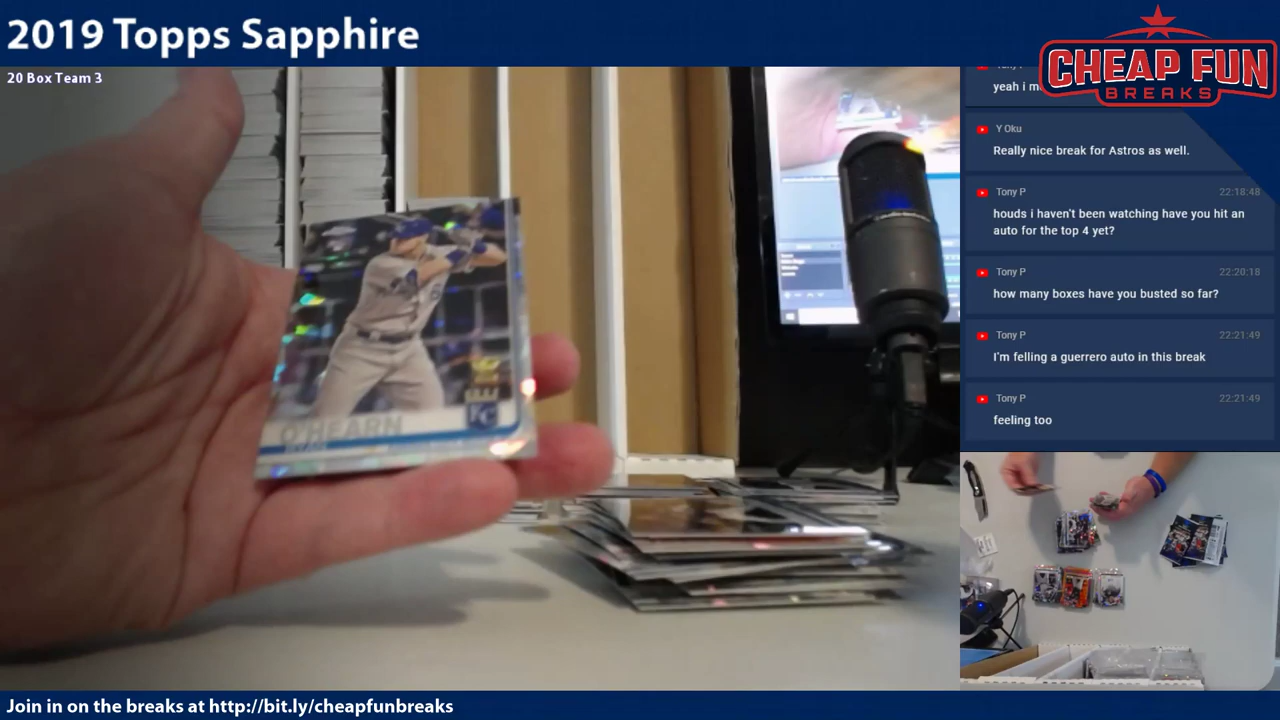 2019 Topps Sapphire
20 Box Team 3
CHEAP FUN
BREAKS
yeah i m
Y Oku
Really nice break for Astros as well.
Tony P 22:18:48
houds i haven't been watching have you hit an
auto for the top 4 yet?
Tony P 22:20:18
how many boxes have you busted so far?
Tony P 22:21:49
I'm felling a guerrero auto in this break
Tony P 22:21:49
feeling too
O'HEARN
RYAN
KC
Join in on the breaks at http://bit.ly/cheapfunbreaks